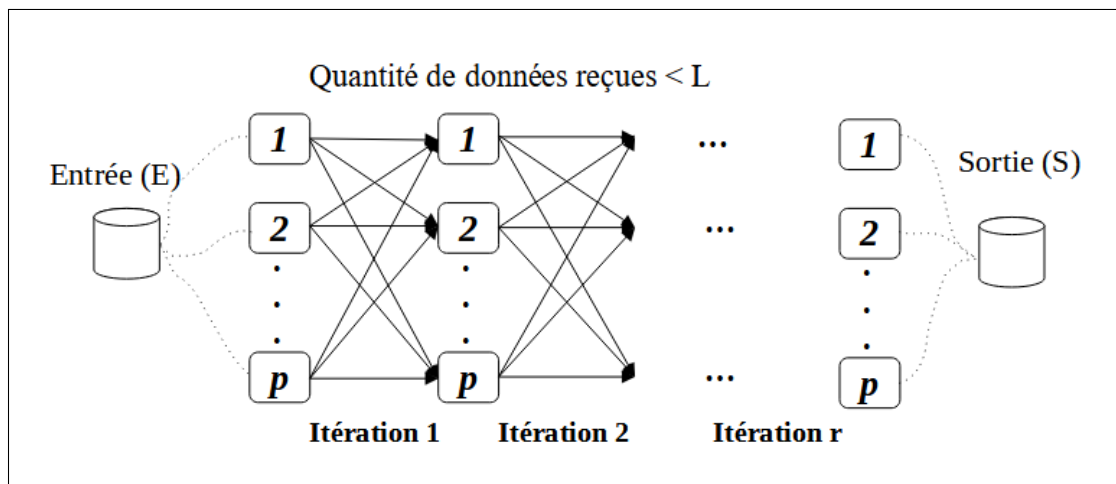 Quantité de données reçues < L
1 1 ... 1
Entrée (E) Sortie (S)
2 2 ... 2
p p ... p
Itération 1 Itération 2 Itération r